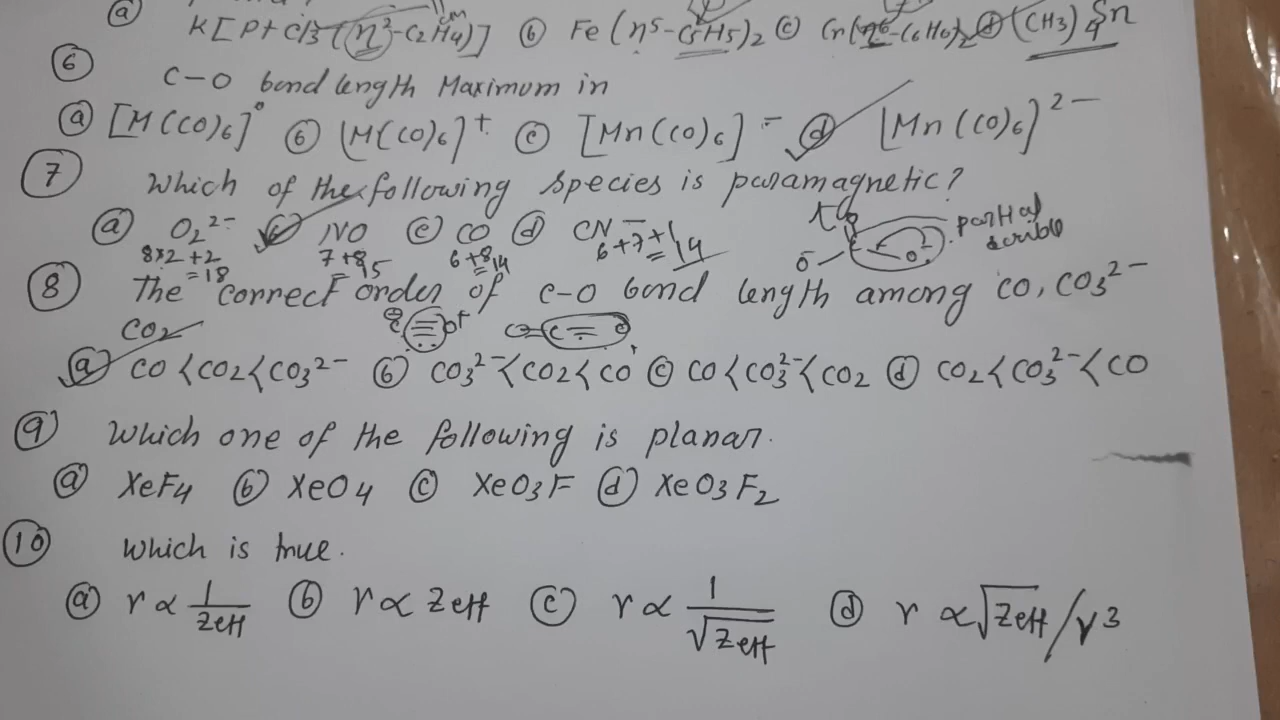 ⓐ K[PtCl3(η²-C2H4)] ⓑ Fe(η5-C5H5)2 ⓒ Cr(η6-C6H6)2 ⓓ (CH3)4Sn
⑥ C-O bond length Maximum in
ⓐ [M(CO)6]° ⓑ [M(CO)6]+ ⓒ [Mn(CO)6]- ⓓ [Mn(CO)6]2-
⑦ Which of the following species is paramagnetic?
ⓐ O2 2- NO ⓒ CO ⓓ CN-
8x2+2 7+8 6+8 14 6+7+1
=18 =15 =14
⑧ The correct order of C-O bond length among CO, CO3 2-
CO2
ⓐ CO<CO2<CO3 2- ⓑ CO3 2-<CO2<CO ⓒ CO<CO3 2-<CO2 ⓓ CO2<CO3 2-<CO
⑨ Which one of the following is planar.
ⓐ XeF4 ⓑ XeO4 ⓒ XeO3F ⓓ XeO3F2
⑩ Which is true.
ⓐ r ∝ 1/Zeff ⓑ r ∝ Zeff ⓒ r ∝ 1/√Zeff ⓓ r ∝ √Zeff/r3